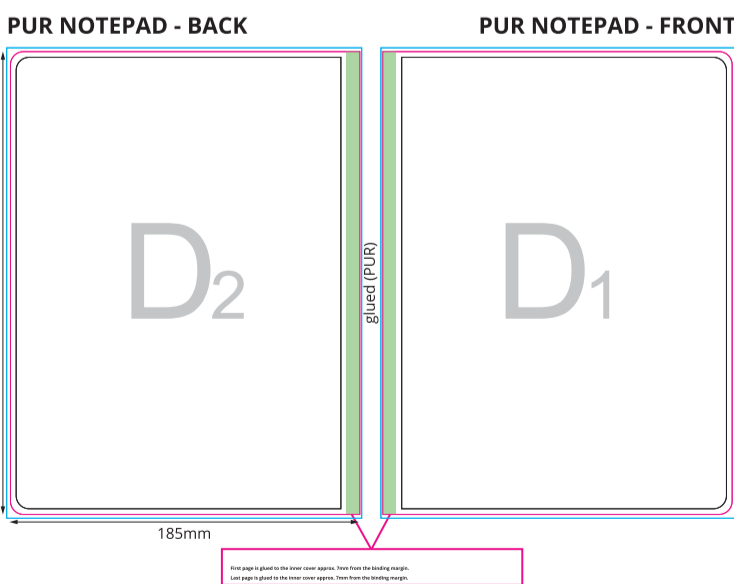 PUR NOTEPAD - BACK
PUR NOTEPAD - FRONT
D2
glued (PUR)
D1
185mm
First page is glued to the inner cover approx. 7mm from the binding margin.
Last page is glued to the inner cover approx. 7mm from the binding margin.